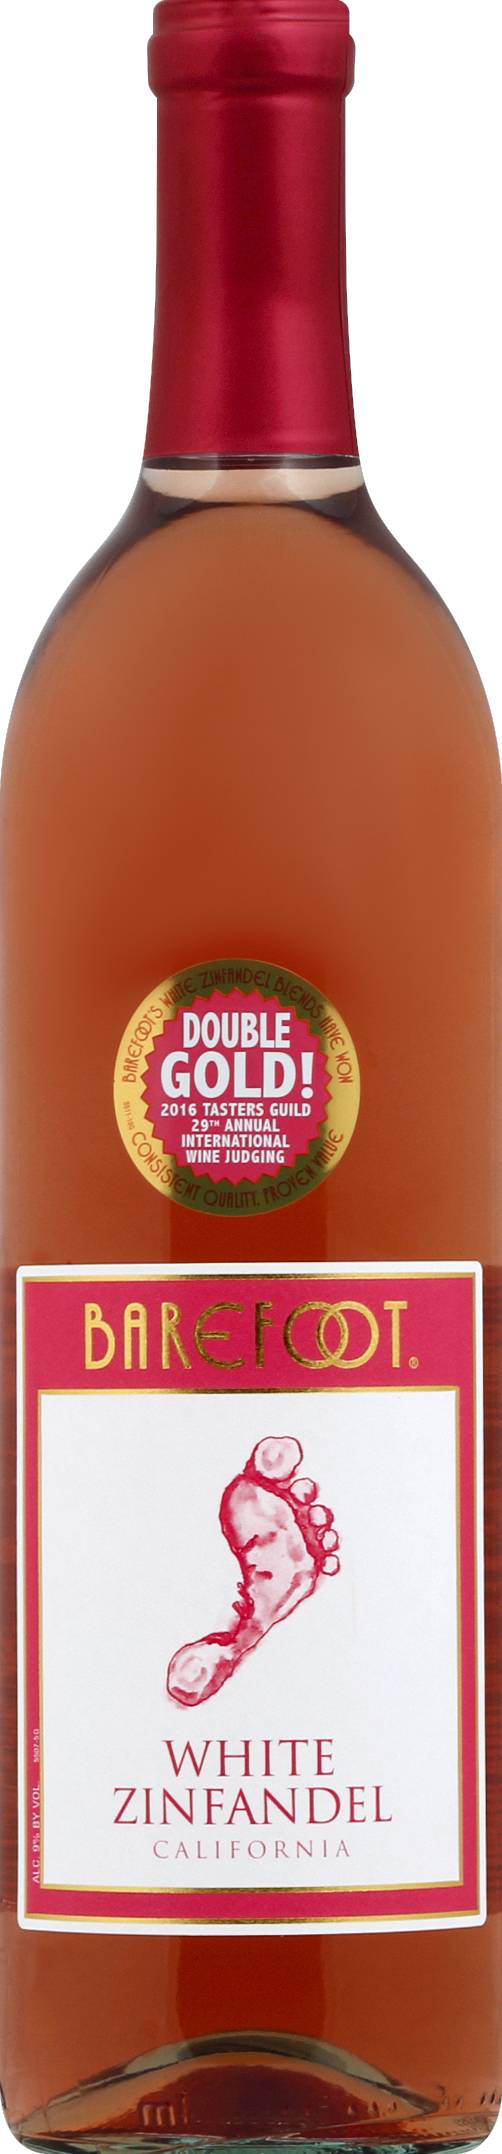 BAREFOOT'S WHITE ZINFANDEL BLENDS HAVE WON
DOUBLE
GOLD!
2016 TASTERS GUILD
29TH ANNUAL
INTERNATIONAL
WINE JUDGING
CONSISTENT QUALITY, PROVEN VALUE
BAREFOOT®
WHITE
ZINFANDEL
CALIFORNIA
ALC. 9% BY VOL.